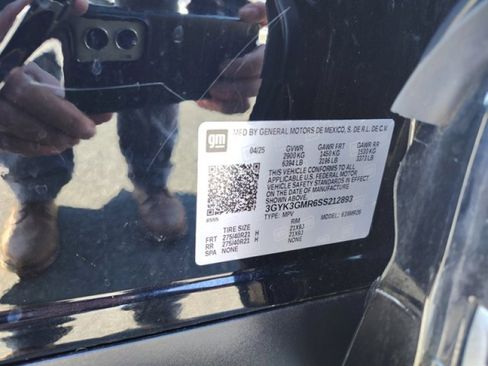 gm
MFD BY GENERAL MOTORS DE MEXICO, S. DE R.L. DE C.V.
04/25 GVWR GAWR FRT GAWR RR
2900 KG 1450 KG 1530 KG
6394 LB 3196 LB 3373 LB
THIS VEHICLE CONFORMS TO ALL
APPLICABLE U.S. FEDERAL MOTOR
VEHICLE SAFETY STANDARDS IN EFFECT
ON THE DATE OF MANUFACTURE
SHOWN ABOVE.
3GYK3GMR6SS212893
TYPE: MPV MODEL:
TIRE SIZE RIM
FRT 275/40R21 H 21X9J
RR 275/40R21 H 21X9J
SPA NONE NONE